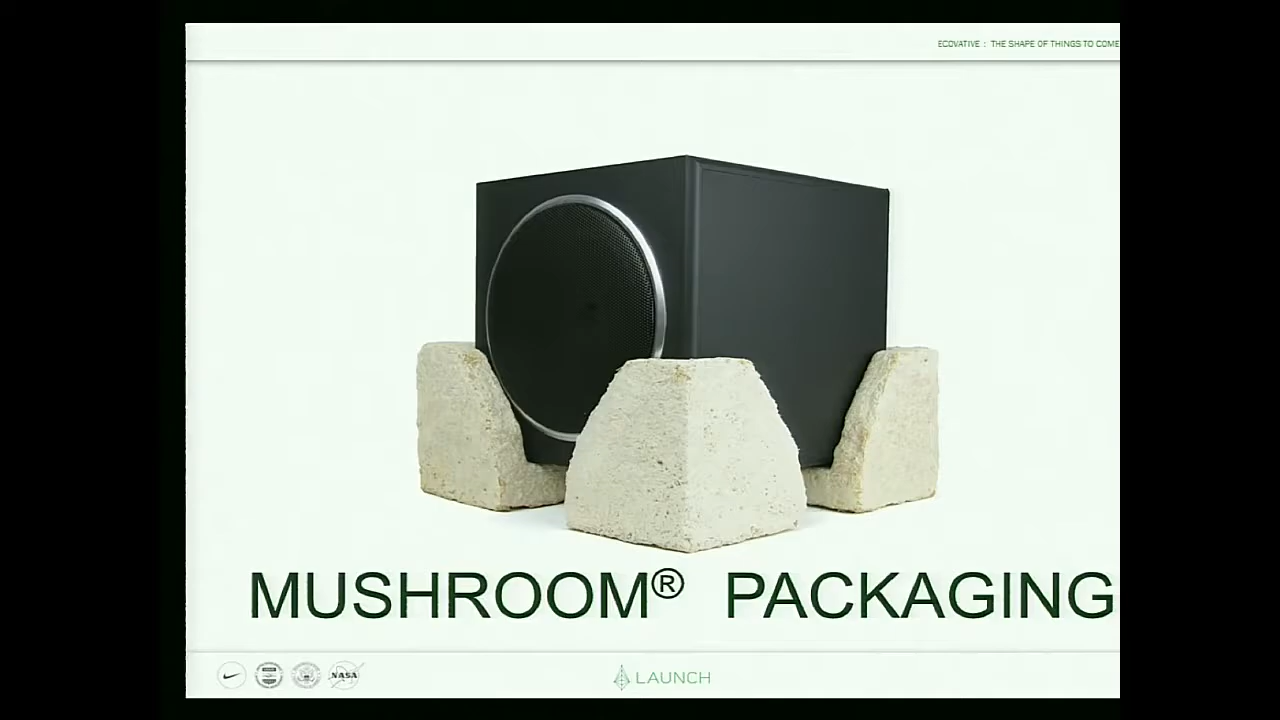 ECOVATIVE : THE SHAPE OF THINGS TO COME
MUSHROOM® PACKAGING
NASA
LAUNCH